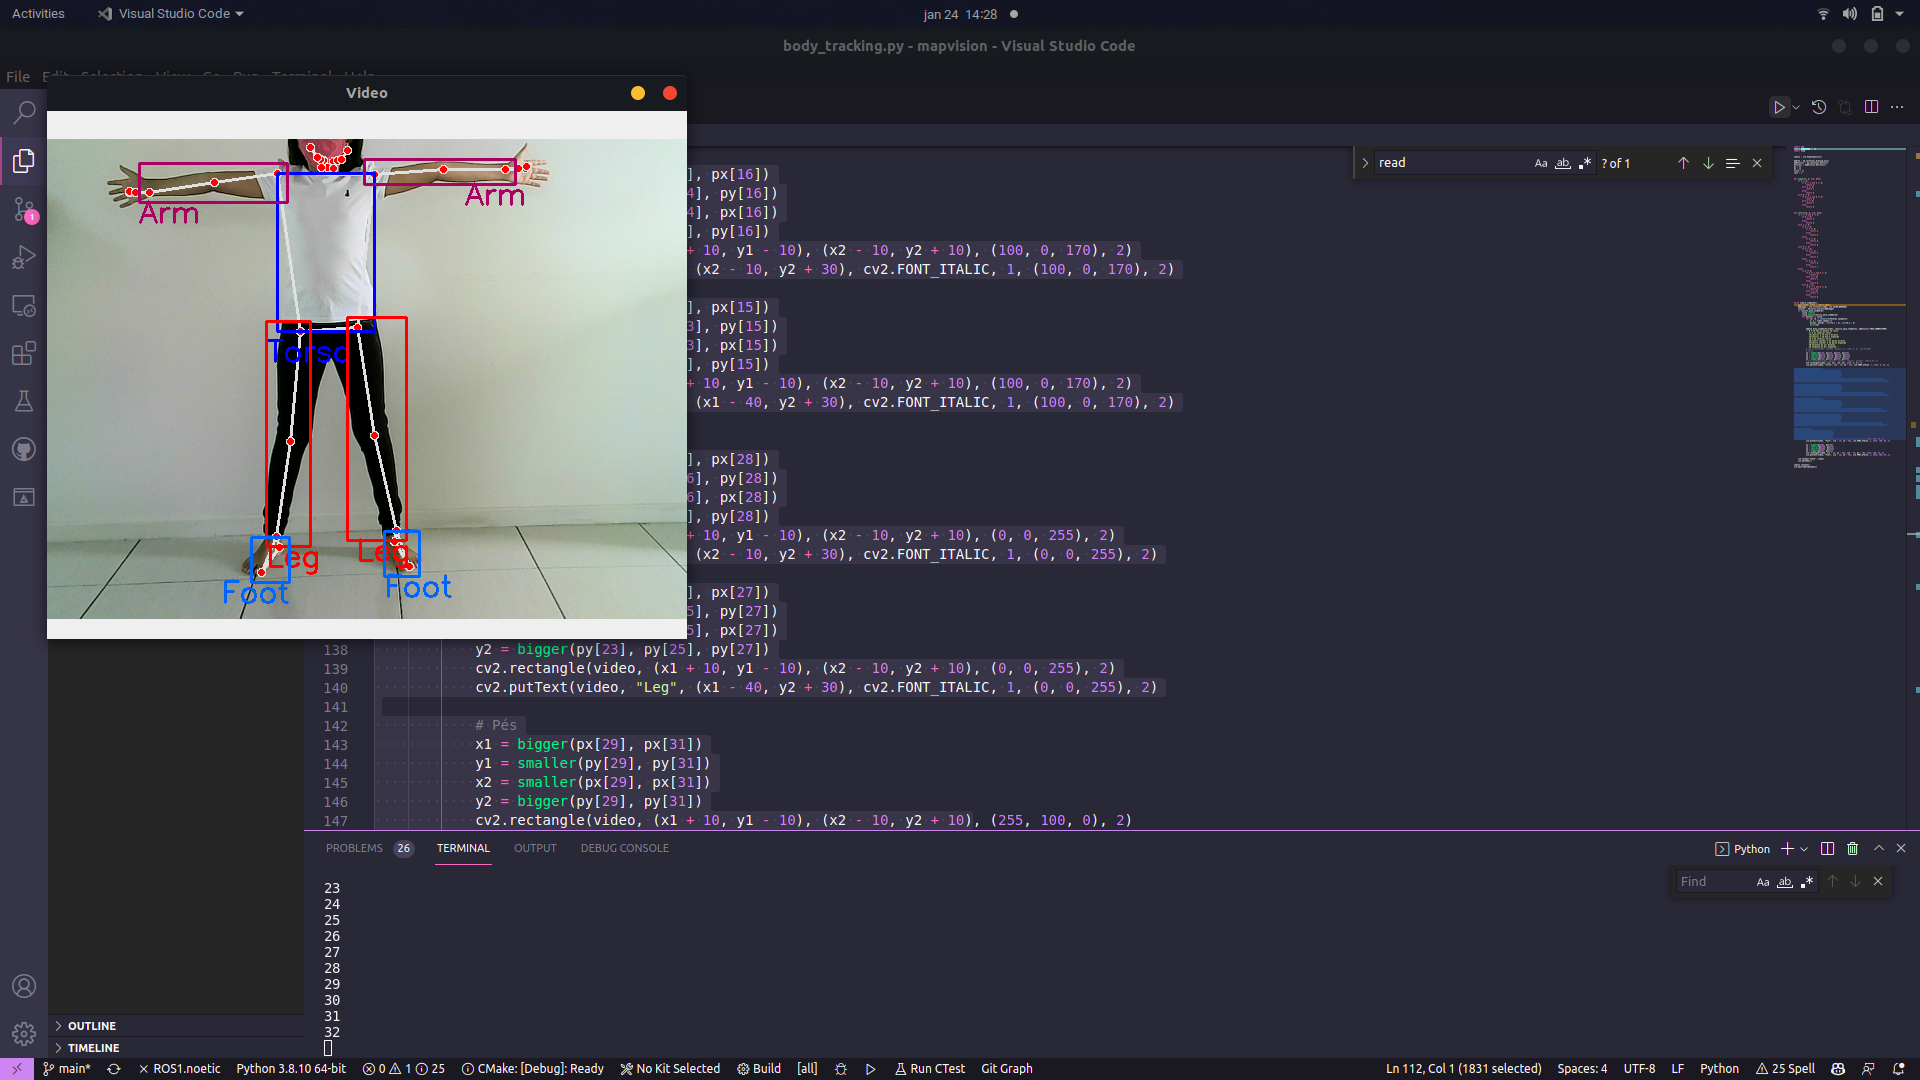 Activities
Visual Studio Code
jan 24 14:28
body_tracking.py - mapvision - Visual Studio Code
File
Video
read
Aa
ab
.*
? of 1
Arm
Arm
Torso
Leg
Leg
Foot
Foot
], px[16])
4], py[16])
4], px[16])
], py[16])
+ 10, y1 - 10), (x2 - 10, y2 + 10), (100, 0, 170), 2)
(x2 - 10, y2 + 30), cv2.FONT_ITALIC, 1, (100, 0, 170), 2)
], px[15])
3], py[15])
3], px[15])
], py[15])
+ 10, y1 - 10), (x2 - 10, y2 + 10), (100, 0, 170), 2)
(x1 - 40, y2 + 30), cv2.FONT_ITALIC, 1, (100, 0, 170), 2)
], px[28])
6], py[28])
6], px[28])
], py[28])
+ 10, y1 - 10), (x2 - 10, y2 + 10), (0, 0, 255), 2)
(x2 - 10, y2 + 30), cv2.FONT_ITALIC, 1, (0, 0, 255), 2)
], px[27])
5], py[27])
5], px[27])
138 y2 = bigger(py[23], py[25], py[27])
139 cv2.rectangle(video, (x1 + 10, y1 - 10), (x2 - 10, y2 + 10), (0, 0, 255), 2)
140 cv2.putText(video, "Leg", (x1 - 40, y2 + 30), cv2.FONT_ITALIC, 1, (0, 0, 255), 2)
141
142 # Pés
143 x1 = bigger(px[29], px[31])
144 y1 = smaller(py[29], py[31])
145 x2 = smaller(px[29], px[31])
146 y2 = bigger(py[29], py[31])
147 cv2.rectangle(video, (x1 + 10, y1 - 10), (x2 - 10, y2 + 10), (255, 100, 0), 2)
PROBLEMS 26 TERMINAL OUTPUT DEBUG CONSOLE
Python
Find
Aa
ab
.*
23
24
25
26
27
28
29
30
31
32
1
OUTLINE
TIMELINE
main* ROS1.noetic Python 3.8.10 64-bit 0 1 25 CMake: [Debug]: Ready No Kit Selected Build [all] Run CTest Git Graph Ln 112, Col 1 (1831 selected) Spaces: 4 UTF-8 LF Python 25 Spell